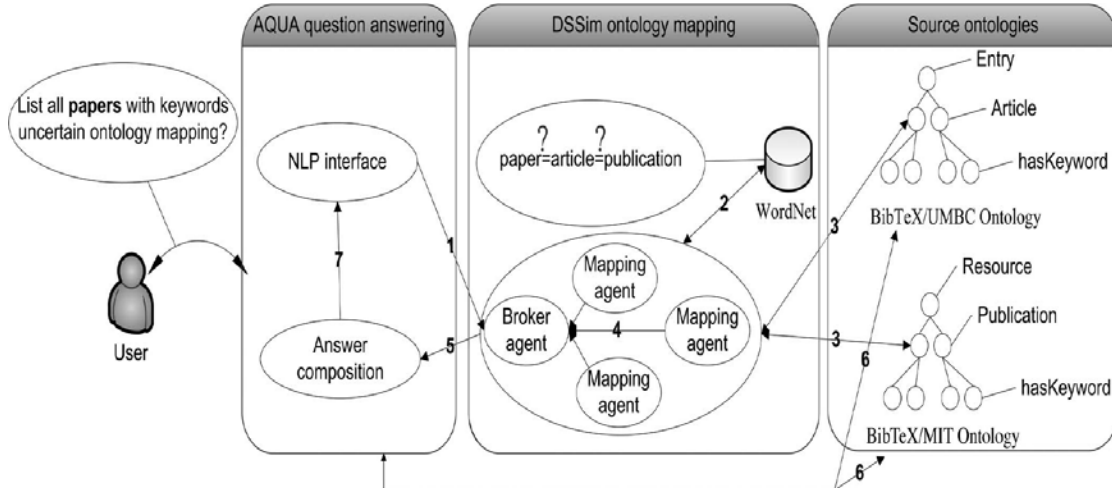 AQUA question answering
DSSim ontology mapping
Source ontologies
List all papers with keywords
uncertain ontology mapping?
User
NLP interface
7
Answer
composition
1
5
? ?
paper=article=publication
WordNet
2
Mapping
agent
Broker
agent
4
Mapping
agent
Mapping
agent
3
3
6
6
Entry
Article
hasKeyword
BibTeX/UMBC Ontology
Resource
Publication
hasKeyword
BibTeX/MIT Ontology